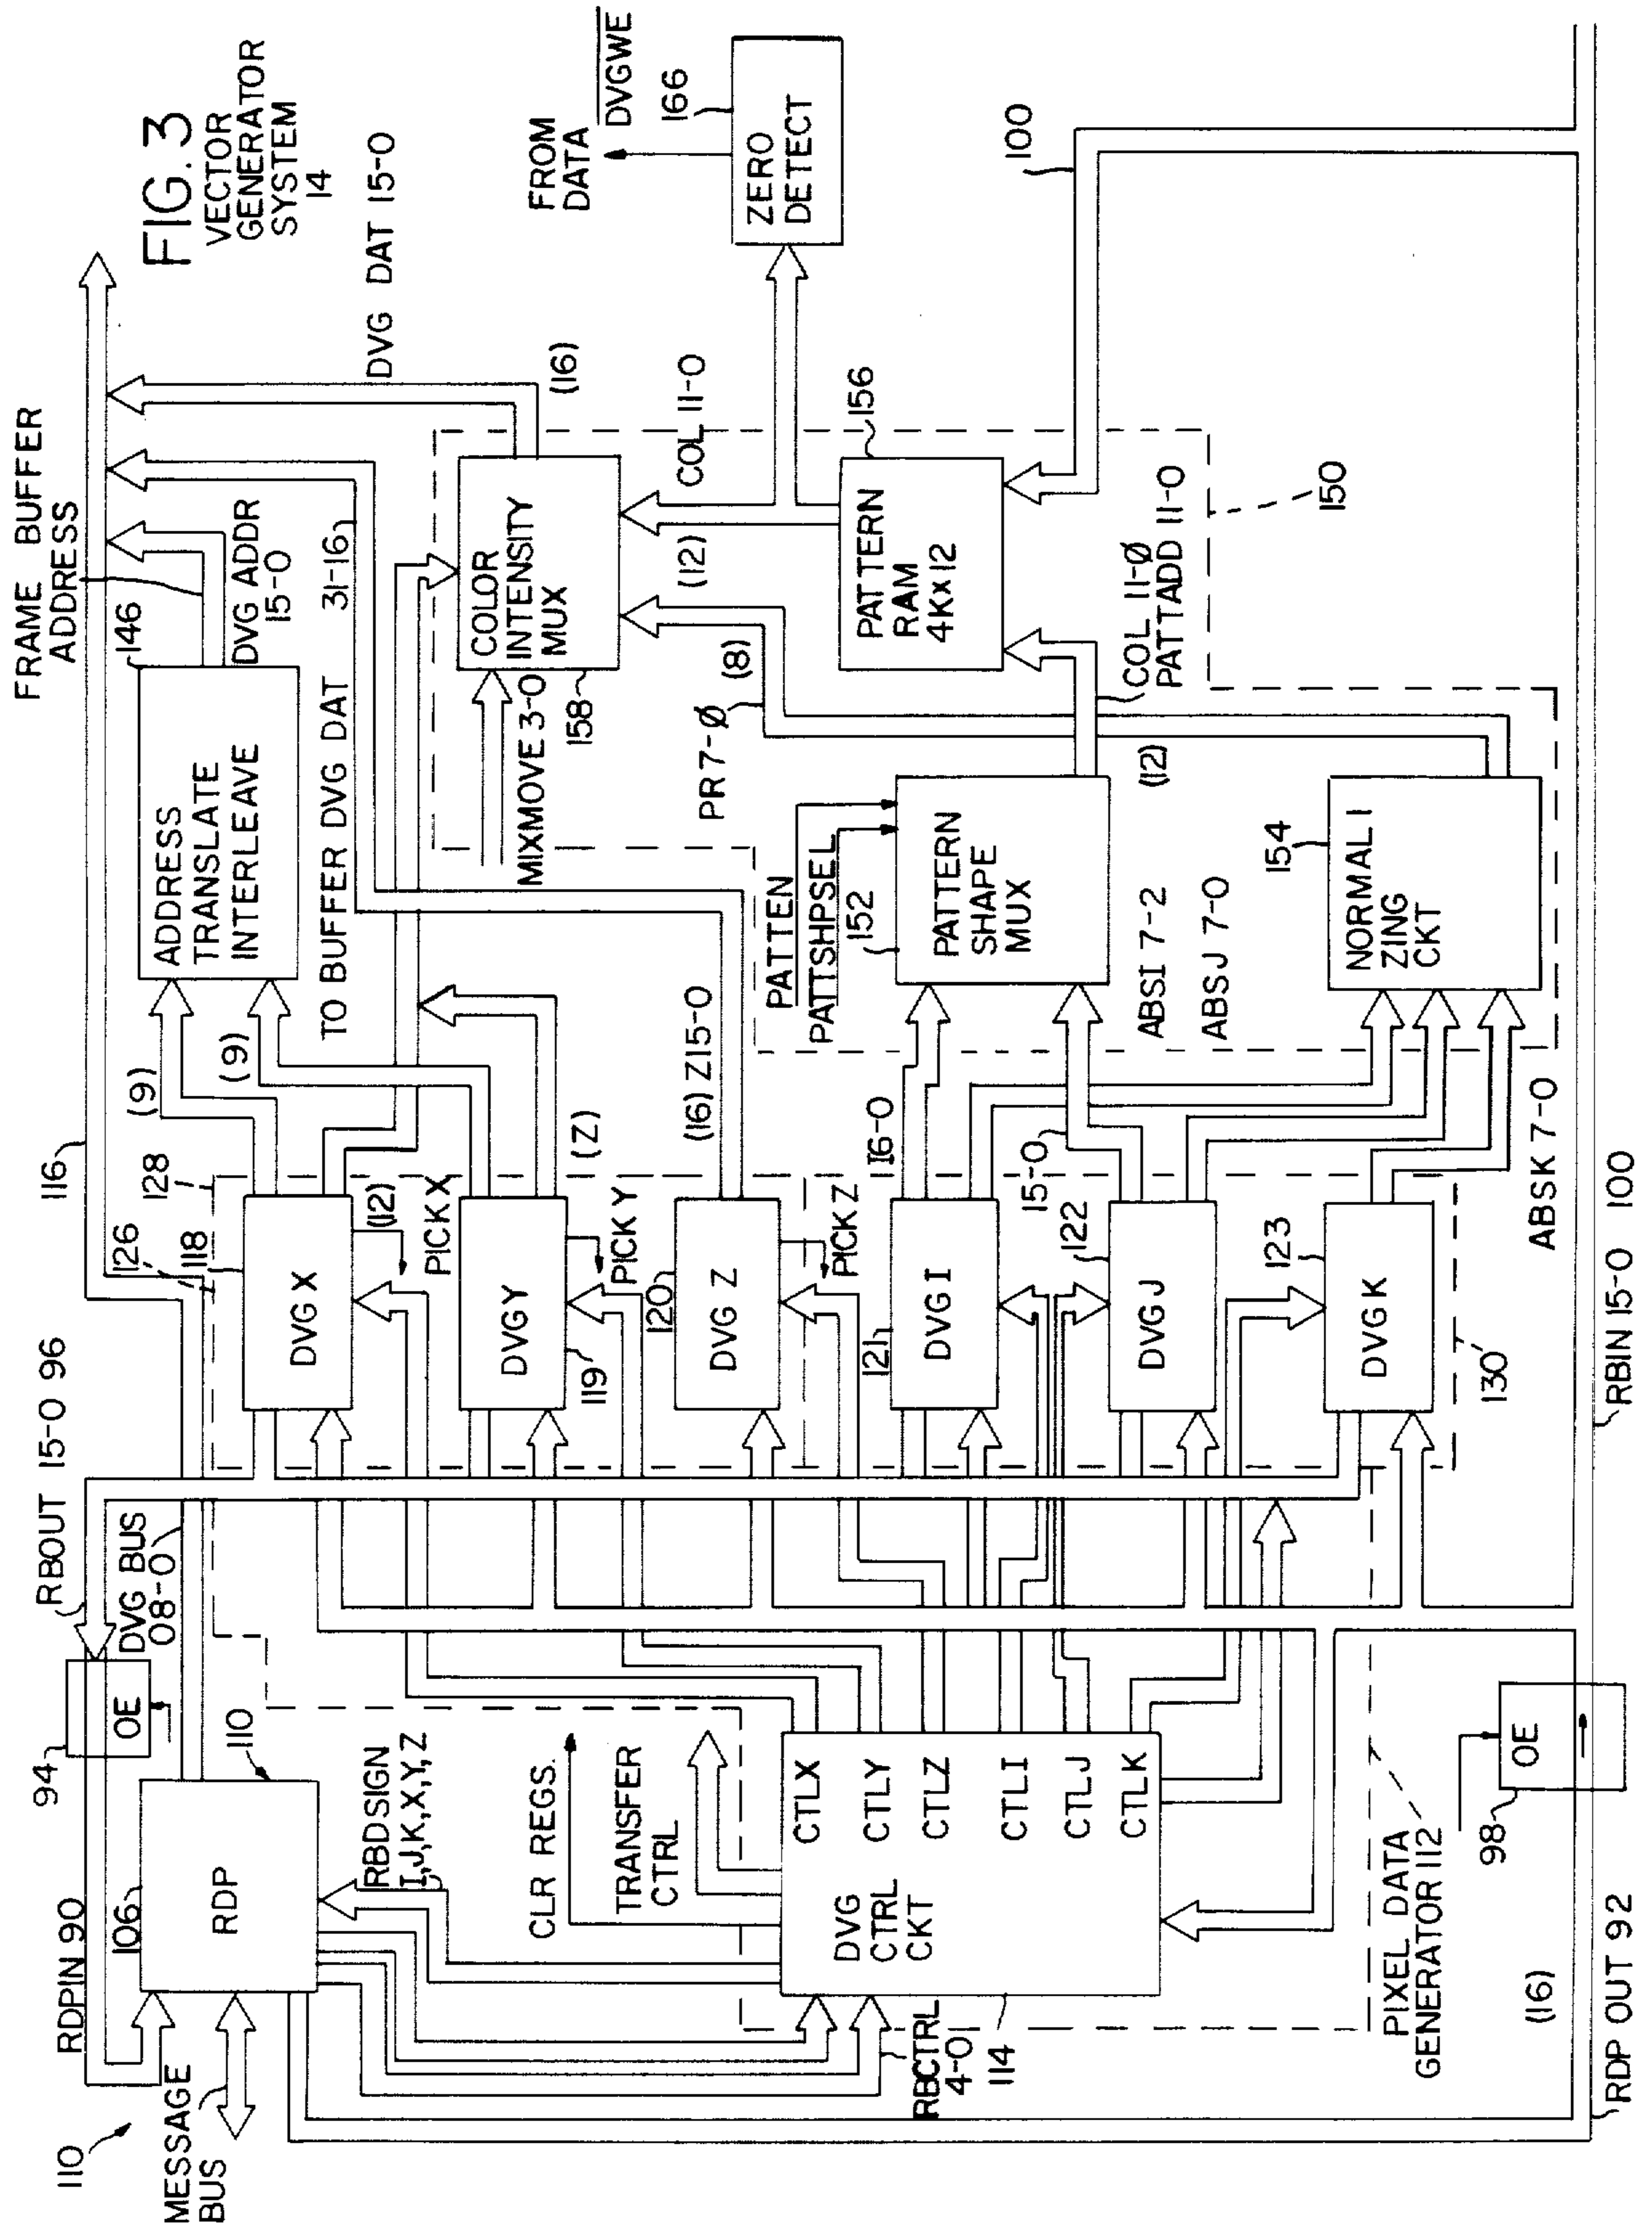 FIG. 3
VECTOR
GENERATOR
SYSTEM
14
FRAME BUFFER
ADDRESS
116
146
ADDRESS
TRANSLATE
INTERLEAVE
DVG ADDR
15-0
DVG DAT 15-0
TO BUFFER DVG DAT 31-16
(16)
FROM
DATA
DVGWE
166
ZERO
DETECT
100
COLOR
INTENSITY
MUX
158
MIXMOVE 3-0
COL 11-0
(12)
156
PATTERN
RAM
4K x 12
(8)
PR7-Ø
COL 11-Ø
PATTADD 11-0
(12)
150
PATTEN
PATTSHPSEL
152
PATTERN
SHAPE
MUX
ABSI 7-2
ABSJ 7-0
154
NORMALI
ZING
CKT
ABSK 7-0
(9)
(9)
(Z)
(16) Z15-0
I6-0
15-0
126
128
118
DVG X
(12)
PICK X
DVG Y
119
PICK Y
120
DVG Z
PICK Z
121
DVG I
122
DVG J
123
DVG K
130
RBOUT 15-0 96
DVG BUS
08-0
94
OE
RDPIN 90
106
RDP
110
110
MESSAGE
BUS
RBDSIGN
I,J,K,X,Y,Z
CLR REGS.
TRANSFER
CTRL
DVG
CTRL
CKT
CTLX
CTLY
CTLZ
CTLI
CTLJ
CTLK
RBCTRL
4-0
114
PIXEL DATA
GENERATOR 112
98
OE
(16)
RDP OUT 92
RBIN 15-0 100